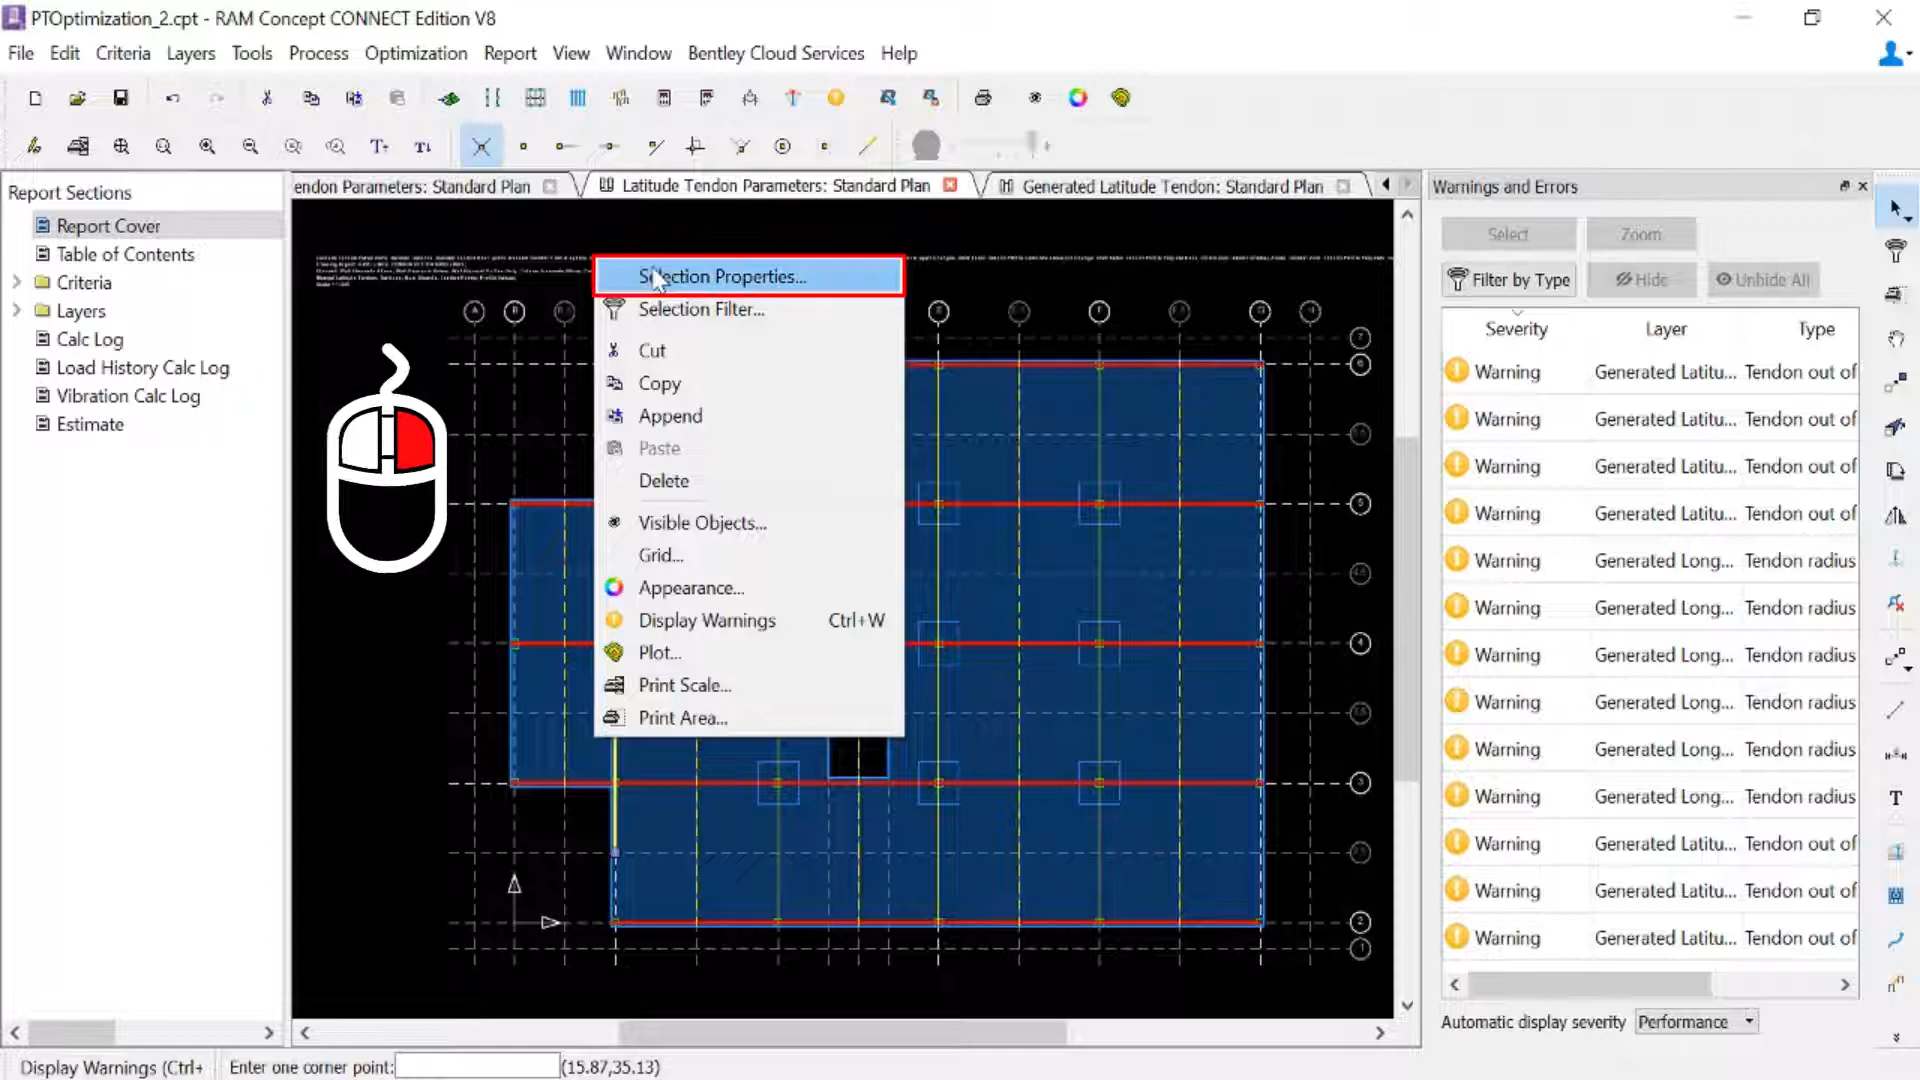 PTOptimization_2.cpt - RAM Concept CONNECT Edition V8
File Edit Criteria Layers Tools Process Optimization Report View Window Bentley Cloud Services Help
Report Sections
Report Cover
Table of Contents
Criteria
Layers
Calc Log
Load History Calc Log
Vibration Calc Log
Estimate
endon Parameters: Standard Plan
Latitude Tendon Parameters: Standard Plan
Generated Latitude Tendon: Standard Plan
Selection Properties...
Selection Filter...
Cut
Copy
Append
Paste
Delete
Visible Objects...
Grid...
Appearance...
Display Warnings Ctrl+W
Plot...
Print Scale...
Print Area...
7
6
5
4
3
2
1
Warnings and Errors
Select Zoom
Filter by Type Hide Unhide All
Severity Layer Type
Warning Generated Latitu... Tendon out of
Warning Generated Latitu... Tendon out of
Warning Generated Latitu... Tendon out of
Warning Generated Latitu... Tendon out of
Warning Generated Long... Tendon radius
Warning Generated Long... Tendon radius
Warning Generated Long... Tendon radius
Warning Generated Long... Tendon radius
Warning Generated Long... Tendon radius
Warning Generated Long... Tendon radius
Warning Generated Latitu... Tendon out of
Warning Generated Latitu... Tendon out of
Warning Generated Latitu... Tendon out of
Automatic display severity Performance
Display Warnings (Ctrl+ Enter one corner point: (15.87,35.13)